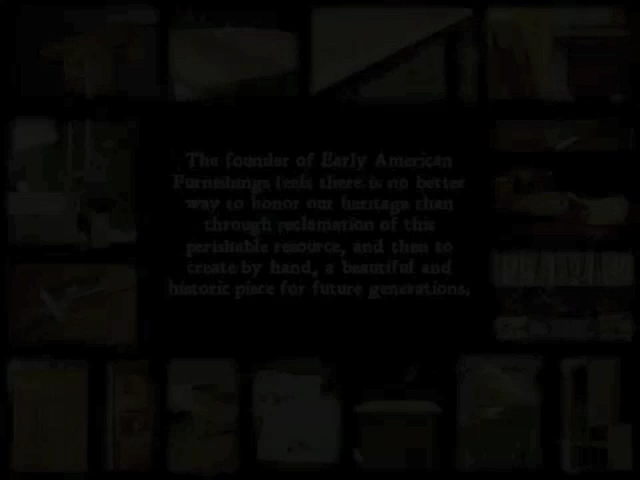 The founder of Early American
Furnishings feels there is no better
way to honor our heritage than
through reclamation of this
perishable resource, and then to
create by hand, a beautiful and
historic piece for future generations.